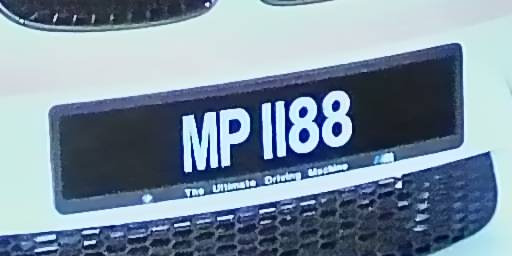 MP 1188
The Ultimate Driving Machine